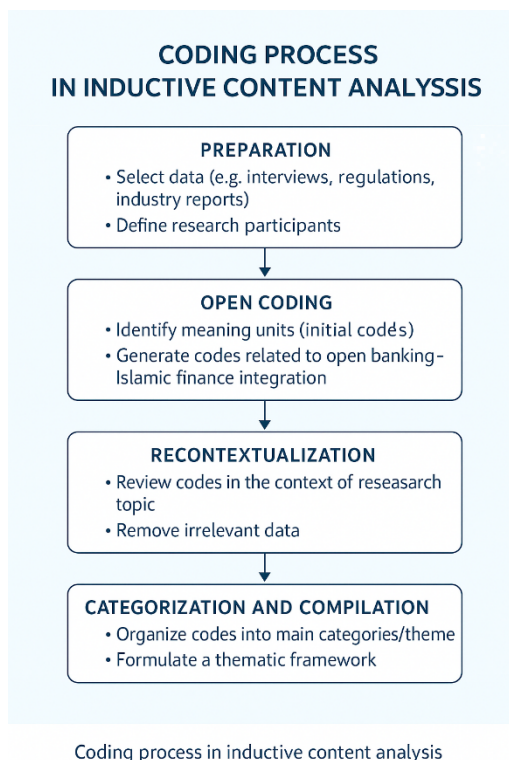 CODING PROCESS
IN INDUCTIVE CONTENT ANALYSSIS
PREPARATION
• Select data (e.g. interviews, regulations,
industry reports)
• Define research participants
OPEN CODING
• Identify meaning units (initial codes)
• Generate codes related to open banking–
Islamic finance integration
RECONTEXTUALIZATION
• Review codes in the context of reseasarch
topic
• Remove irrelevant data
CATEGORIZATION AND COMPILATION
• Organize codes into main categories/theme
• Formulate a thematic framework
Coding process in inductive content analysis